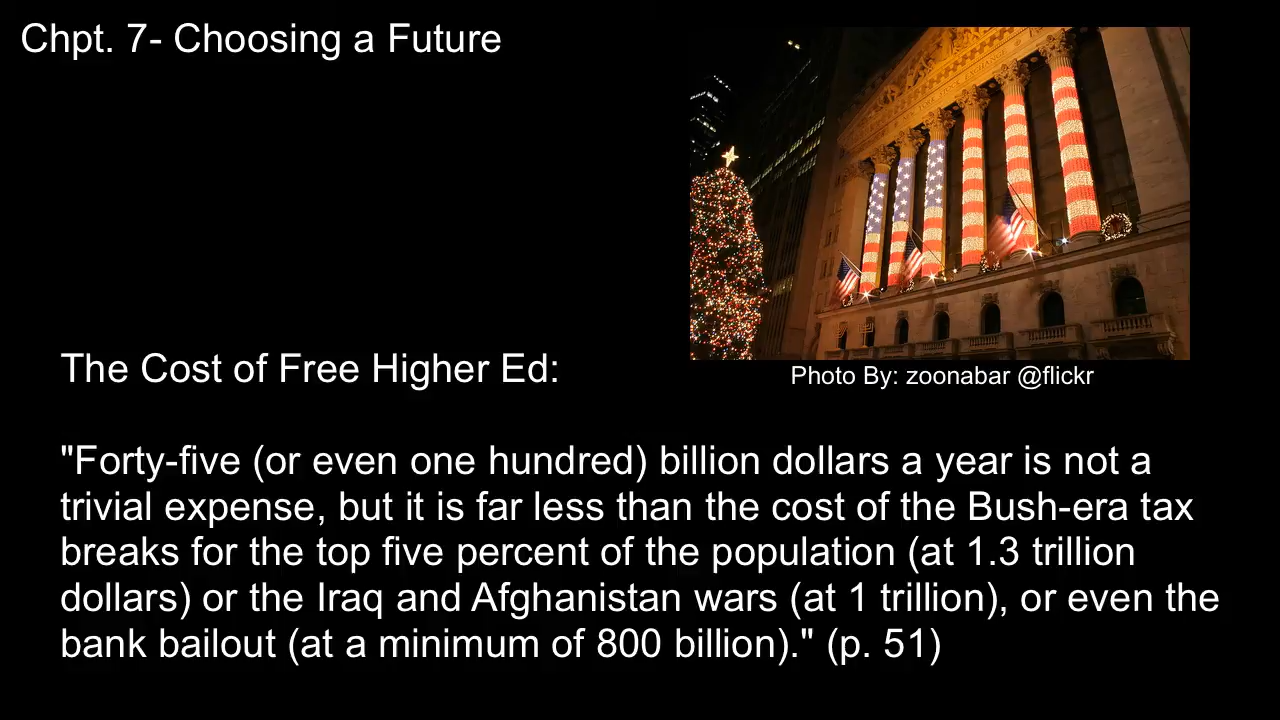 Chpt. 7- Choosing a Future
The Cost of Free Higher Ed:
Photo By: zoonabar @flickr
"Forty-five (or even one hundred) billion dollars a year is not a
trivial expense, but it is far less than the cost of the Bush-era tax
breaks for the top five percent of the population (at 1.3 trillion
dollars) or the Iraq and Afghanistan wars (at 1 trillion), or even the
bank bailout (at a minimum of 800 billion)." (p. 51)